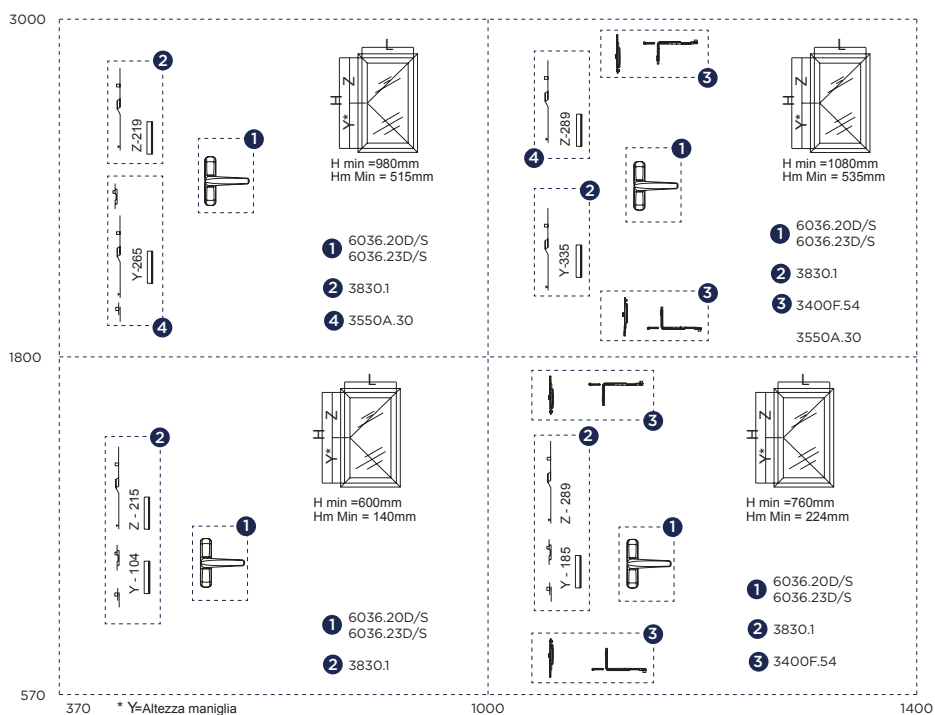 3000
2
Z-219
1
Y-265
4
L
H
Z
Y*
H min =980mm
Hm Min = 515mm
1 6036.20D/S
6036.23D/S
2 3830.1
4 3550A.30
3
Z-289
4
1
2
Y-335
3
L
H
Z
Y*
H min =1080mm
Hm Min = 535mm
1 6036.20D/S
6036.23D/S
2 3830.1
3 3400F.54
3550A.30
1800
2
Z - 215
Y - 104
1
L
H
Z
Y*
H min =600mm
Hm Min = 140mm
1 6036.20D/S
6036.23D/S
2 3830.1
3
2
Z - 289
Y - 185
1
3
L
H
Z
Y*
H min =760mm
Hm Min = 224mm
1 6036.20D/S
6036.23D/S
2 3830.1
3 3400F.54
570
370
* Y=Altezza maniglia
1000
1400